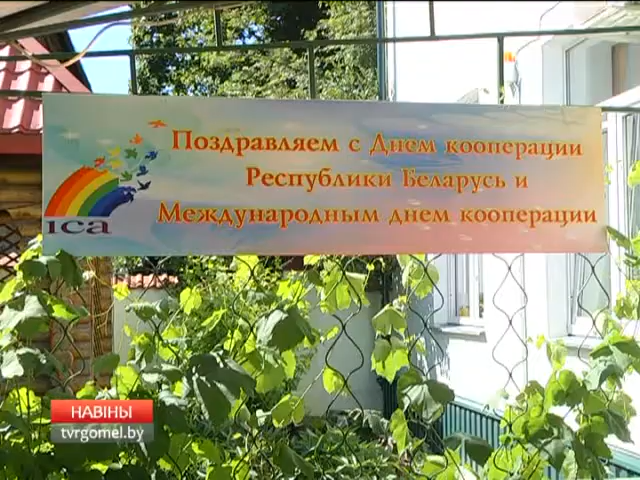 Поздравляем с Днем кооперации
Республики Беларусь и
Международным днем кооперации
ica
НАВІНЫ
tvrgomel.by